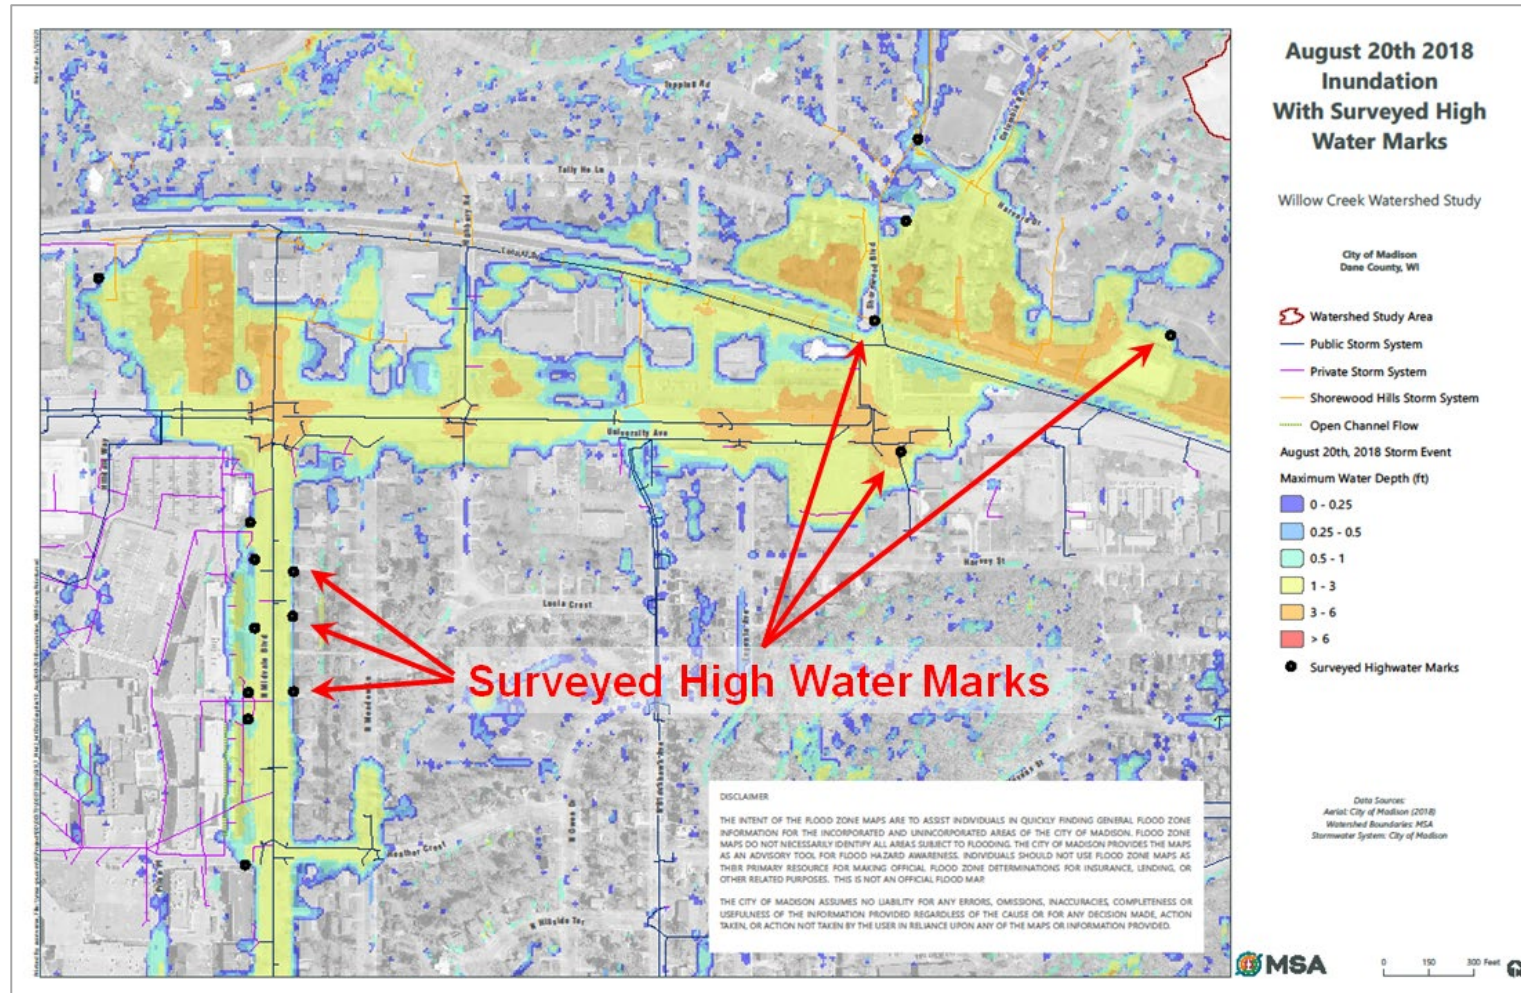 August 20th 2018
Inundation
With Surveyed High
Water Marks
Willow Creek Watershed Study
City of Madison
Dane County, WI
Watershed Study Area
Public Storm System
Private Storm System
Shorewood Hills Storm System
Open Channel Flow
August 20th, 2018 Storm Event
Maximum Water Depth (ft)
0 - 0.25
0.25 - 0.5
0.5 - 1
1 - 3
3 - 6
> 6
Surveyed Highwater Marks
Data Sources:
Aerial: City of Madison (2018)
Watershed Boundaries: MSA
Stormwater System: City of Madison
MSA
0 150 300 Feet
Tally Ho Ln
Harvard Dr
Shorewood Blvd
University Ave
Harvey St
Lucia Crest
N Midvale Blvd
Surveyed High Water Marks
Heather Crest
N Owen Dr
N Hillside Ter
DISCLAIMER
THE INTENT OF THE FLOOD ZONE MAPS ARE TO ASSIST INDIVIDUALS IN QUICKLY FINDING GENERAL FLOOD ZONE
INFORMATION FOR THE INCORPORATED AND UNINCORPORATED AREAS OF THE CITY OF MADISON. FLOOD ZONE
MAPS DO NOT NECESSARILY IDENTIFY ALL AREAS SUBJECT TO FLOODING. THE CITY OF MADISON PROVIDES THE MAPS
AS AN ADVISORY TOOL FOR FLOOD HAZARD AWARENESS. INDIVIDUALS SHOULD NOT USE FLOOD ZONE MAPS AS
THEIR PRIMARY RESOURCE FOR MAKING OFFICIAL FLOOD ZONE DETERMINATIONS FOR INSURANCE, LENDING, OR
OTHER RELATED PURPOSES. THIS IS NOT AN OFFICIAL FLOOD MAP.
THE CITY OF MADISON ASSUMES NO LIABILITY FOR ANY ERRORS, OMISSIONS, INACCURACIES, COMPLETENESS OR
USEFULNESS OF THE INFORMATION PROVIDED REGARDLESS OF THE CAUSE OR FOR ANY DECISION MADE, ACTION
TAKEN, OR ACTION NOT TAKEN BY THE USER IN RELIANCE UPON ANY OF THE MAPS OR INFORMATION PROVIDED.